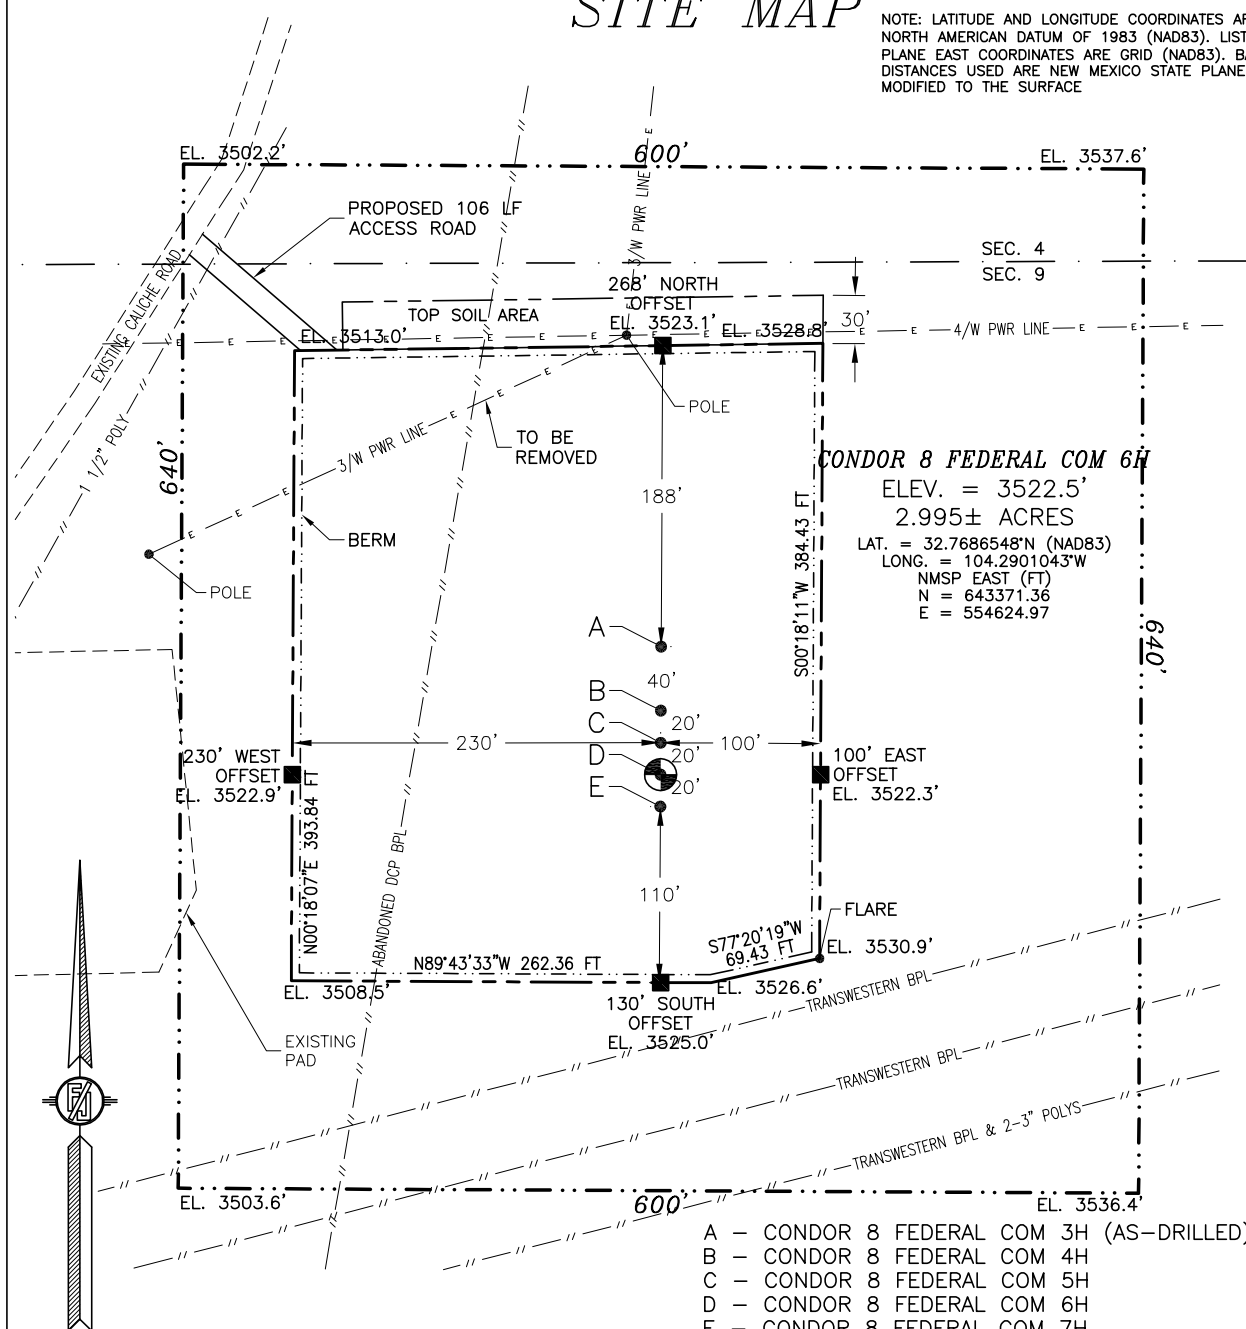 SITE MAP
NOTE: LATITUDE AND LONGITUDE COORDINATES
NORTH AMERICAN DATUM OF 1983 (NAD83).
PLANE EAST COORDINATES ARE GRID (NAD83).
DISTANCES USED ARE NEW MEXICO STATE PLANE
MODIFIED TO THE SURFACE
EL. 3502.2'
600'
EL. 3537.6'
PROPOSED 106 LF
ACCESS ROAD
3/W PWR LINE
SEC. 4
SEC. 9
EXISTING CALICHE ROAD
268' NORTH
OFFSET
EL. 3523.1'
TOP SOIL AREA
EL. 3513.0'
EL. 3528.8'
30'
4/W PWR LINE
POLE
1 1/2" POLY
640'
3/W PWR LINE
TO BE
REMOVED
CONDOR 8 FEDERAL COM 6H
ELEV. = 3522.5'
2.995± ACRES
LAT. = 32.7686548°N (NAD83)
LONG. = 104.2901043°W
NMSP EAST (FT)
N = 643371.36
E = 554624.97
188'
S00°18'11"W 384.43 FT
BERM
POLE
A
40'
B
20'
C
230'
100'
D
20'
E
20'
640'
230' WEST
OFFSET
EL. 3522.9'
100' EAST
OFFSET
EL. 3522.3'
N00°18'07"E 393.84 FT
ABANDONED DCP BPL
110'
FLARE
S77°20'19"W
69.43 FT
EL. 3530.9'
N89°43'33"W 262.36 FT
EL. 3508.5'
EL. 3526.6'
130' SOUTH
OFFSET
EL. 3525.0'
TRANSWESTERN BPL
EXISTING
PAD
TRANSWESTERN BPL
TRANSWESTERN BPL & 2-3" POLYS
EL. 3503.6'
600'
EL. 3536.4'
A - CONDOR 8 FEDERAL COM 3H (AS-DRILLED)
B - CONDOR 8 FEDERAL COM 4H
C - CONDOR 8 FEDERAL COM 5H
D - CONDOR 8 FEDERAL COM 6H
E - CONDOR 8 FEDERAL COM 7H